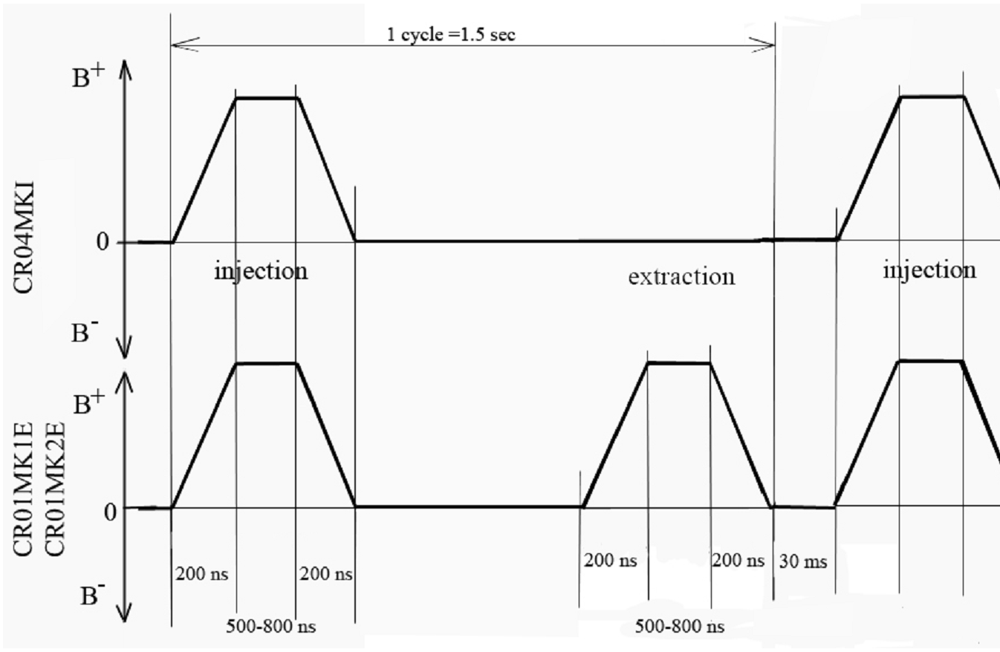 1 cycle =1.5 sec
B+
CR04MKI
0
injection
extraction
injection
B-
B+
CR01MK1E
CR01MK2E
0
200 ns
200 ns
200 ns
200 ns
30 ms
B-
500-800 ns
500-800 ns